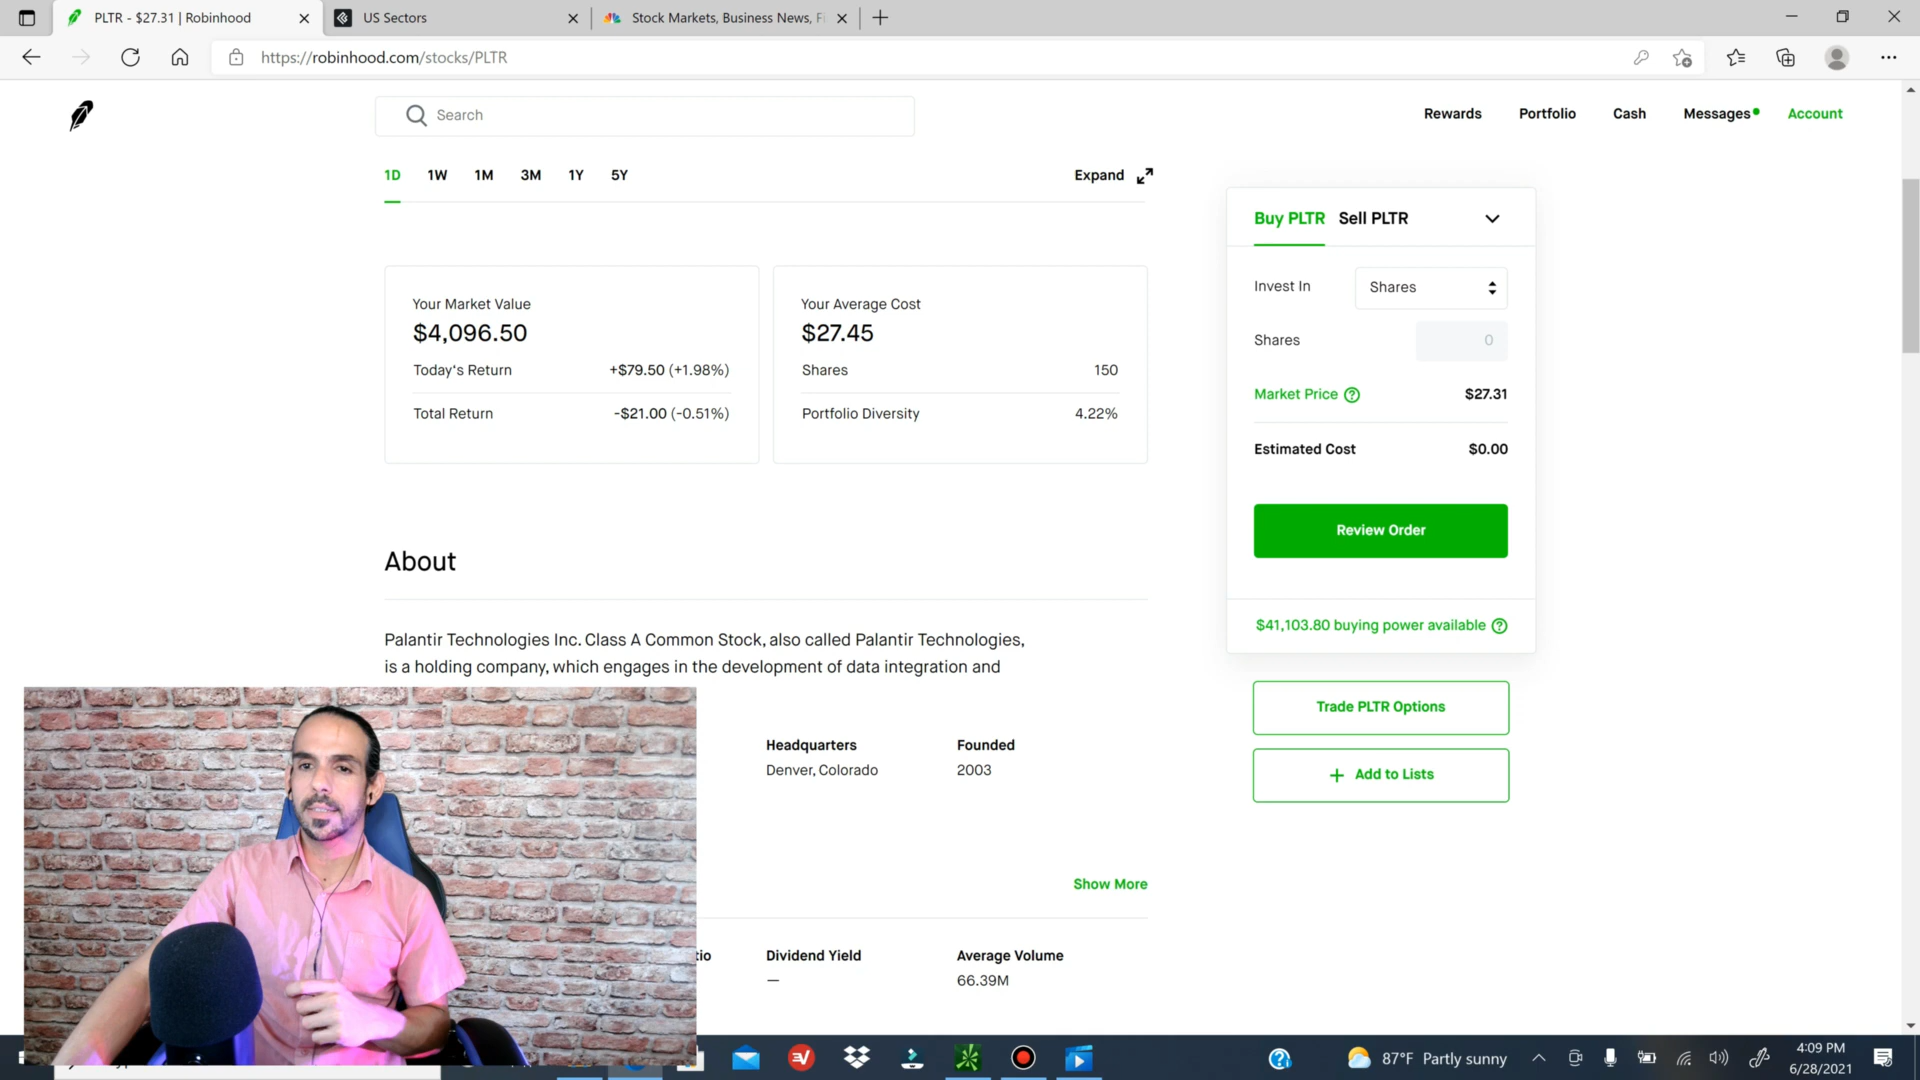 PLTR - $27.31 | Robinhood
US Sectors
Stock Markets, Business News, Fi
https://robinhood.com/stocks/PLTR
Search
Rewards
Portfolio
Cash
Messages
Account
1D 1W 1M 3M 1Y 5Y
Expand
Your Market Value
$4,096.50
Today's Return +$79.50 (+1.98%)
Total Return -$21.00 (-0.51%)
Your Average Cost
$27.45
Shares 150
Portfolio Diversity 4.22%
Buy PLTR Sell PLTR
Invest In Shares
Shares 0
Market Price ? $27.31
Estimated Cost $0.00
Review Order
$41,103.80 buying power available ?
Trade PLTR Options
+ Add to Lists
About
Palantir Technologies Inc. Class A Common Stock, also called Palantir Technologies,
is a holding company, which engages in the development of data integration and
Headquarters
Denver, Colorado
Founded
2003
Show More
tio
Dividend Yield
—
Average Volume
66.39M
87°F Partly sunny
4:09 PM
6/28/2021